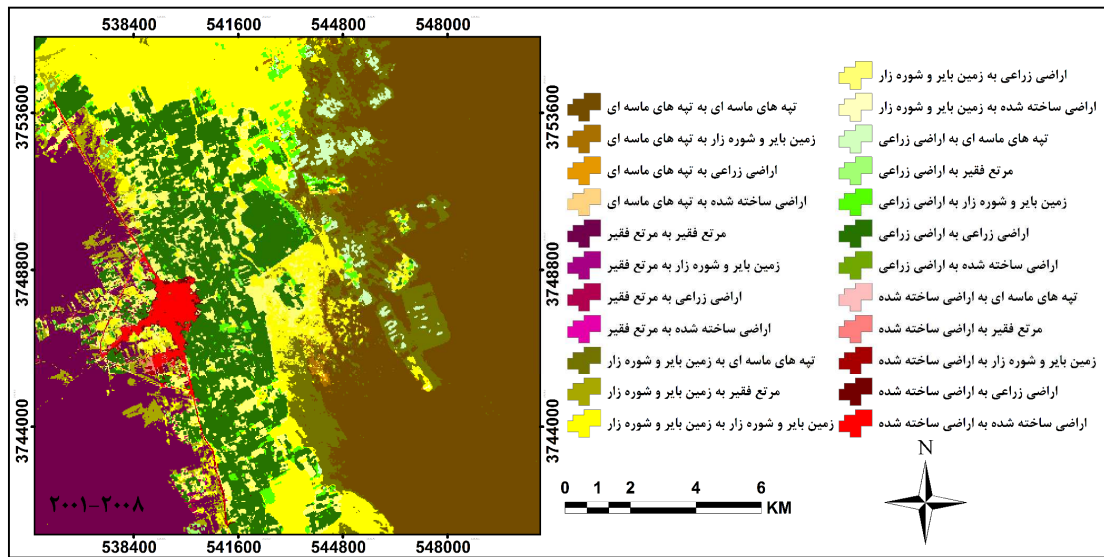 538400 541600 544800 548000
3753600
3748800
3744000
3753600
3748800
3744000
538400 541600 544800 548000
۲۰۰۱-۲۰۰۸
اراضی زراعی به زمین بایر و شوره زار
اراضی ساخته شده به زمین بایر و شوره زار
تپه های ماسه ای به اراضی زراعی
مرتع فقیر به اراضی زراعی
زمین بایر و شوره زار به اراضی زراعی
اراضی زراعی به اراضی زراعی
اراضی ساخته شده به اراضی زراعی
تپه های ماسه ای به اراضی ساخته شده
مرتع فقیر به اراضی ساخته شده
زمین بایر و شوره زار به اراضی ساخته شده
اراضی زراعی به اراضی ساخته شده
اراضی ساخته شده به اراضی ساخته شده
تپه های ماسه ای به تپه های ماسه ای
زمین بایر و شوره زار به تپه های ماسه ای
اراضی زراعی به تپه های ماسه ای
اراضی ساخته شده به تپه های ماسه ای
مرتع فقیر به مرتع فقیر
زمین بایر و شوره زار به مرتع فقیر
اراضی زراعی به مرتع فقیر
اراضی ساخته شده به مرتع فقیر
تپه های ماسه ای به زمین بایر و شوره زار
مرتع فقیر به زمین بایر و شوره زار
زمین بایر و شوره زار به زمین بایر و شوره زار
N
0 1 2 4 6
KM